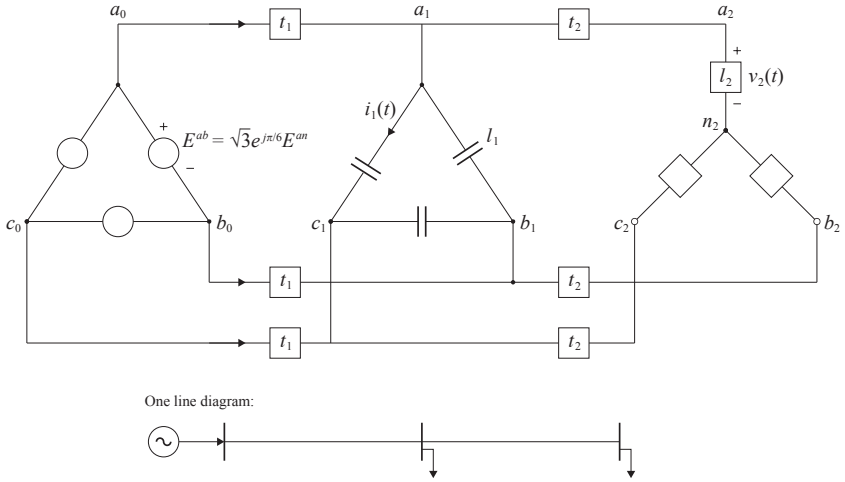 a₀ t₁ a₁ t₂ a₂
+
l₂ v₂(t)
−
i₁(t) l₁ n₂
+
E^{ab} = √3e^{jπ/6}E^{an}
−
c₀ b₀ c₁ b₁ c₂ b₂
t₁ t₂
t₁ t₂
One line diagram: